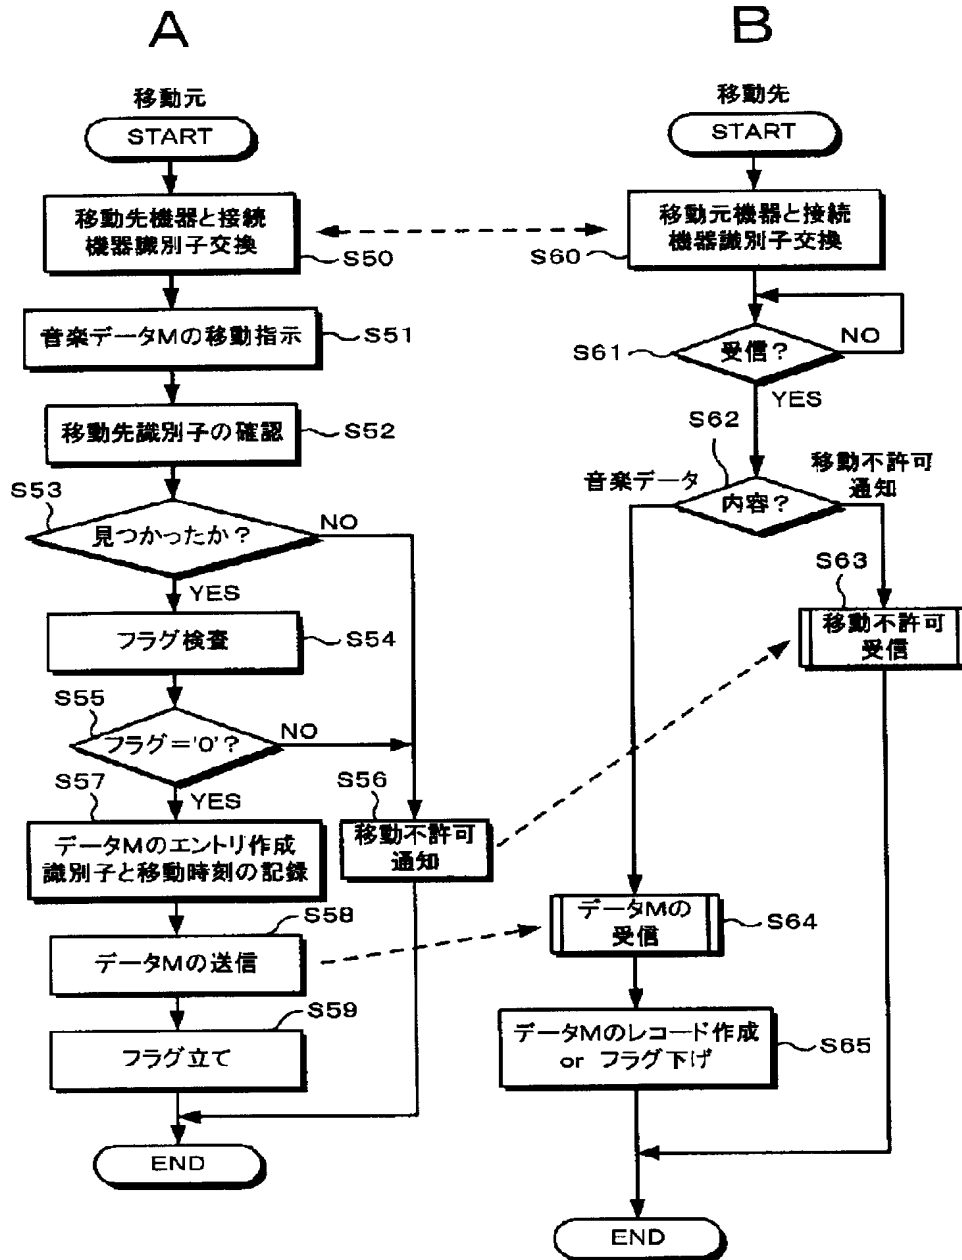 A
移動元
START
移動先機器と接続
機器識別子交換
S50
音楽データMの移動指示
S51
移動先識別子の確認
S52
S53
見つかったか？
NO
YES
フラグ検査
S54
S55
フラグ＝'0'？
NO
YES
S57
データMのエントリ作成
識別子と移動時刻の記録
S56
移動不許可
通知
S58
データMの送信
S59
フラグ立て
END
B
移動先
START
移動元機器と接続
機器識別子交換
S60
S61
受信？
NO
YES
S62
音楽データ
内容？
移動不許可
通知
S63
移動不許可
受信
データMの
受信
S64
データMのレコード作成
or フラグ下げ
S65
END